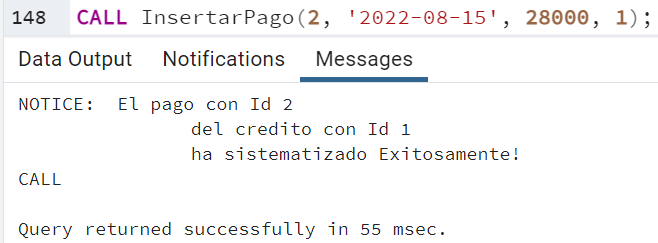 148 CALL InsertarPago(2, '2022-08-15', 28000, 1);
Data Output Notifications Messages
NOTICE:  El pago con Id 2
del credito con Id 1
ha sistematizado Exitosamente!
CALL
Query returned successfully in 55 msec.